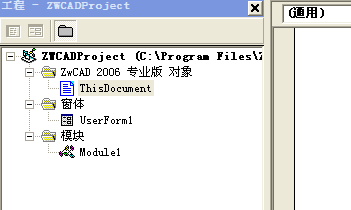 工程 - ZWCADProject
(通用)
ZWCADProject (C:\Program Files\Z
ZwCAD 2006 专业版 对象
ThisDocument
窗体
UserForm1
模块
Module1